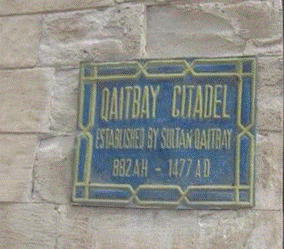 QAITBAY CITADEL
ESTABLISHED BY SULTAN QAITBAY
882 AH - 1477 AD